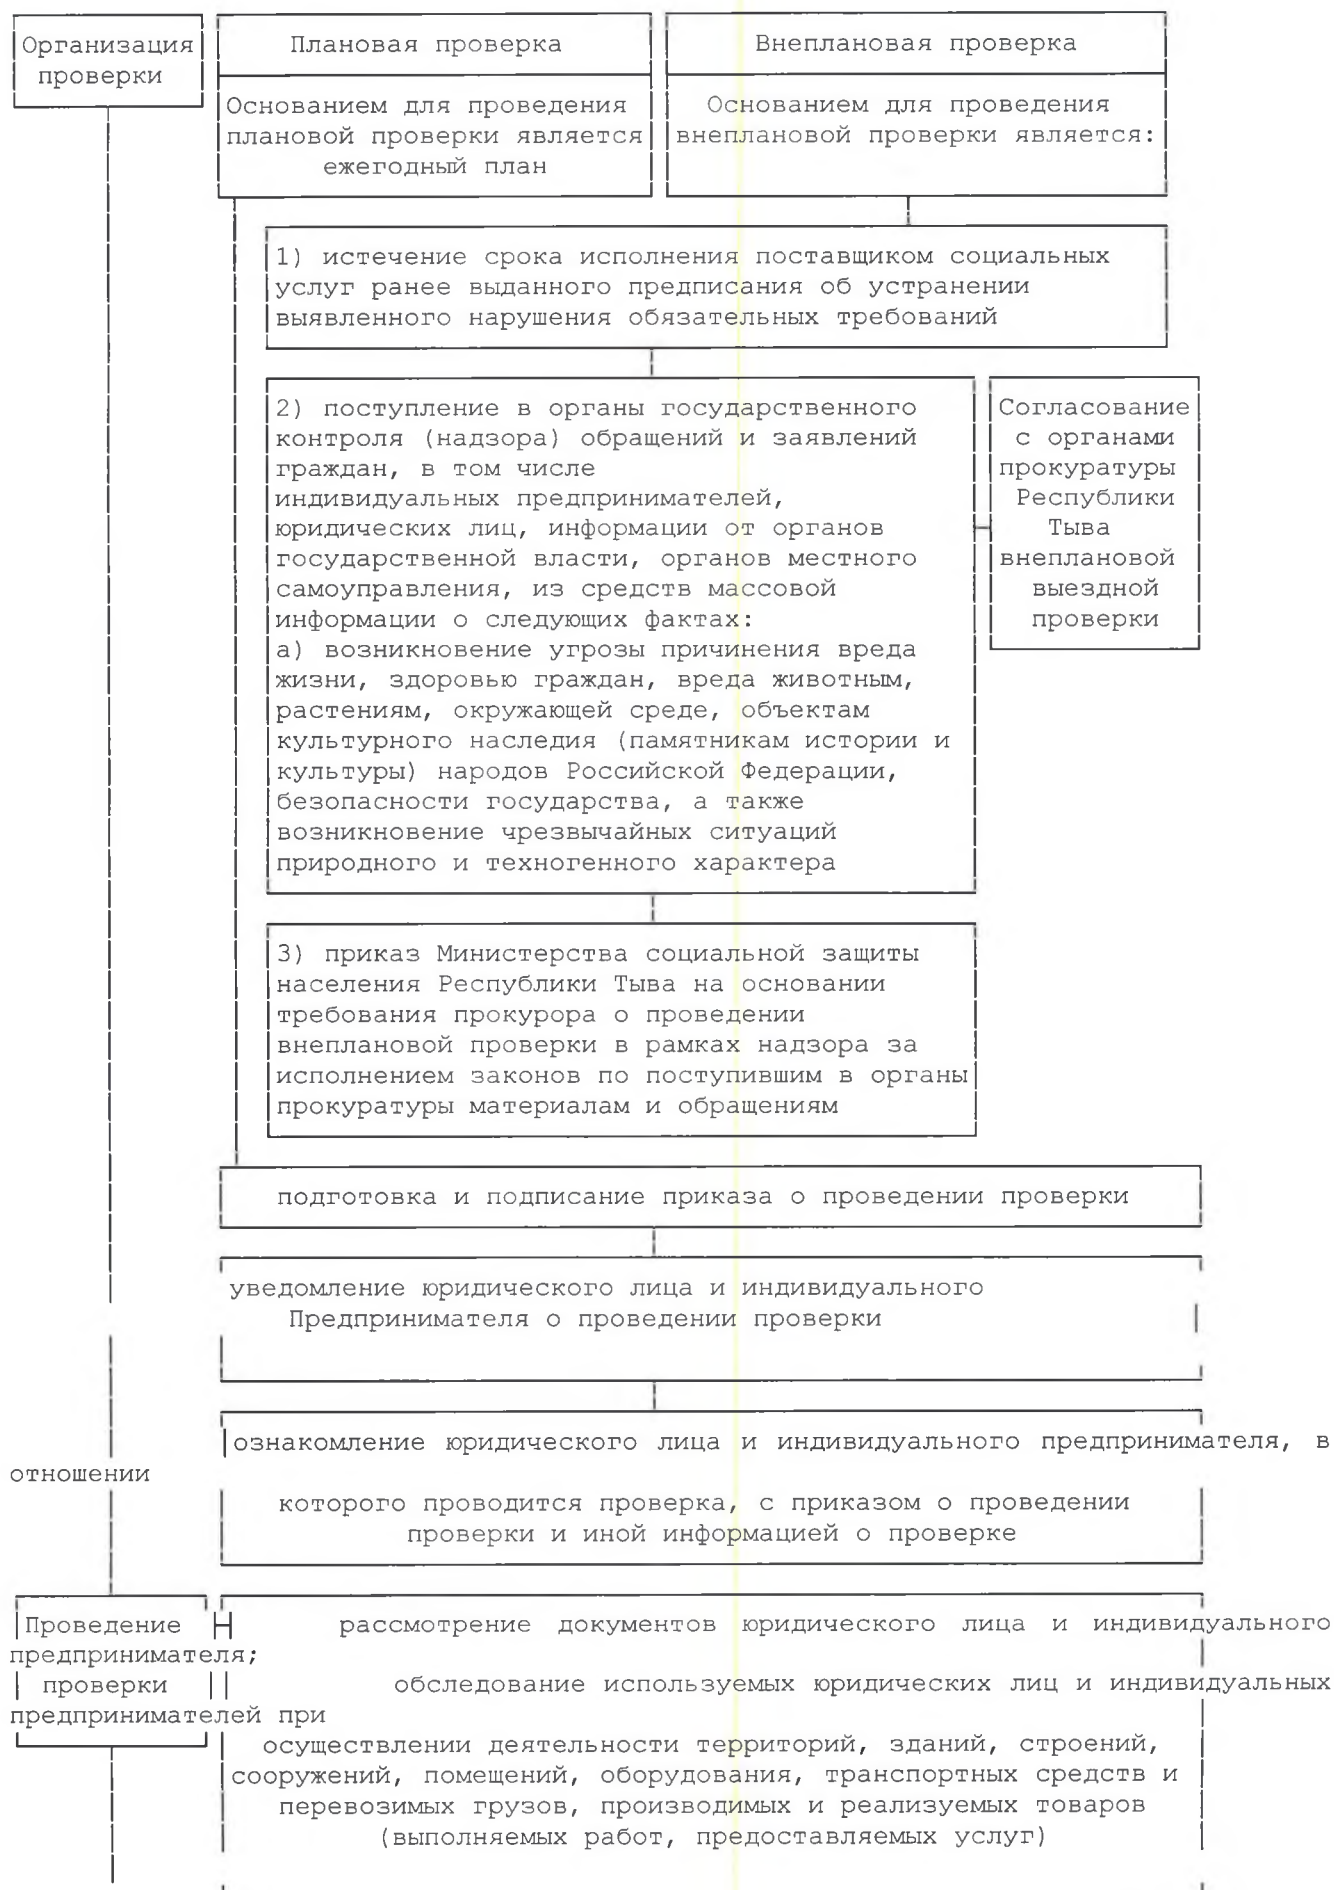 Организация
проверки
Плановая проверка
Внеплановая проверка
Основанием для проведения
плановой проверки является
ежегодный план
Основанием для проведения
внеплановой проверки является:
1) истечение срока исполнения поставщиком социальных
услуг ранее выданного предписания об устранении
выявленного нарушения обязательных требований
2) поступление в органы государственного
контроля (надзора) обращений и заявлений
граждан, в том числе
индивидуальных предпринимателей,
юридических лиц, информации от органов
государственной власти, органов местного
самоуправления, из средств массовой
информации о следующих фактах:
а) возникновение угрозы причинения вреда
жизни, здоровью граждан, вреда животным,
растениям, окружающей среде, объектам
культурного наследия (памятникам истории и
культуры) народов Российской Федерации,
безопасности государства, а также
возникновение чрезвычайных ситуаций
природного и техногенного характера
Согласование
с органами
прокуратуры
Республики
Тыва
внеплановой
выездной
проверки
3) приказ Министерства социальной защиты
населения Республики Тыва на основании
требования прокурора о проведении
внеплановой проверки в рамках надзора за
исполнением законов по поступившим в органы
прокуратуры материалам и обращениям
подготовка и подписание приказа о проведении проверки
уведомление юридического лица и индивидуального
Предпринимателя о проведении проверки
ознакомление юридического лица и индивидуального предпринимателя, в
отношении
которого проводится проверка, с приказом о проведении
проверки и иной информацией о проверке
Проведение рассмотрение документов юридического лица и индивидуального
предпринимателя;
проверки обследование используемых юридических лиц и индивидуальных
предпринимателей при
осуществлении деятельности территорий, зданий, строений,
сооружений, помещений, оборудования, транспортных средств и
перевозимых грузов, производимых и реализуемых товаров
(выполняемых работ, предоставляемых услуг)